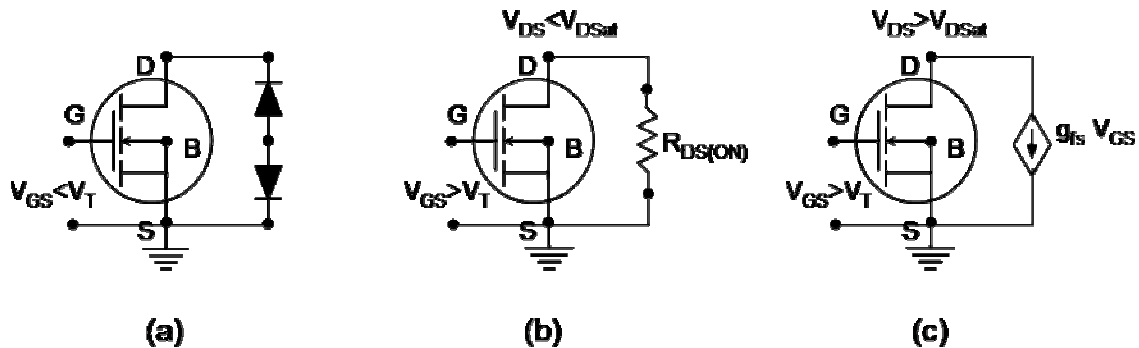 V_DS<V_DSat
V_DS>V_DSat
D
G
B
V_GS<V_T
S
D
G
B
R_DS(ON)
V_GS>V_T
S
D
G
B
g_fs V_GS
V_GS>V_T
S
(a)
(b)
(c)